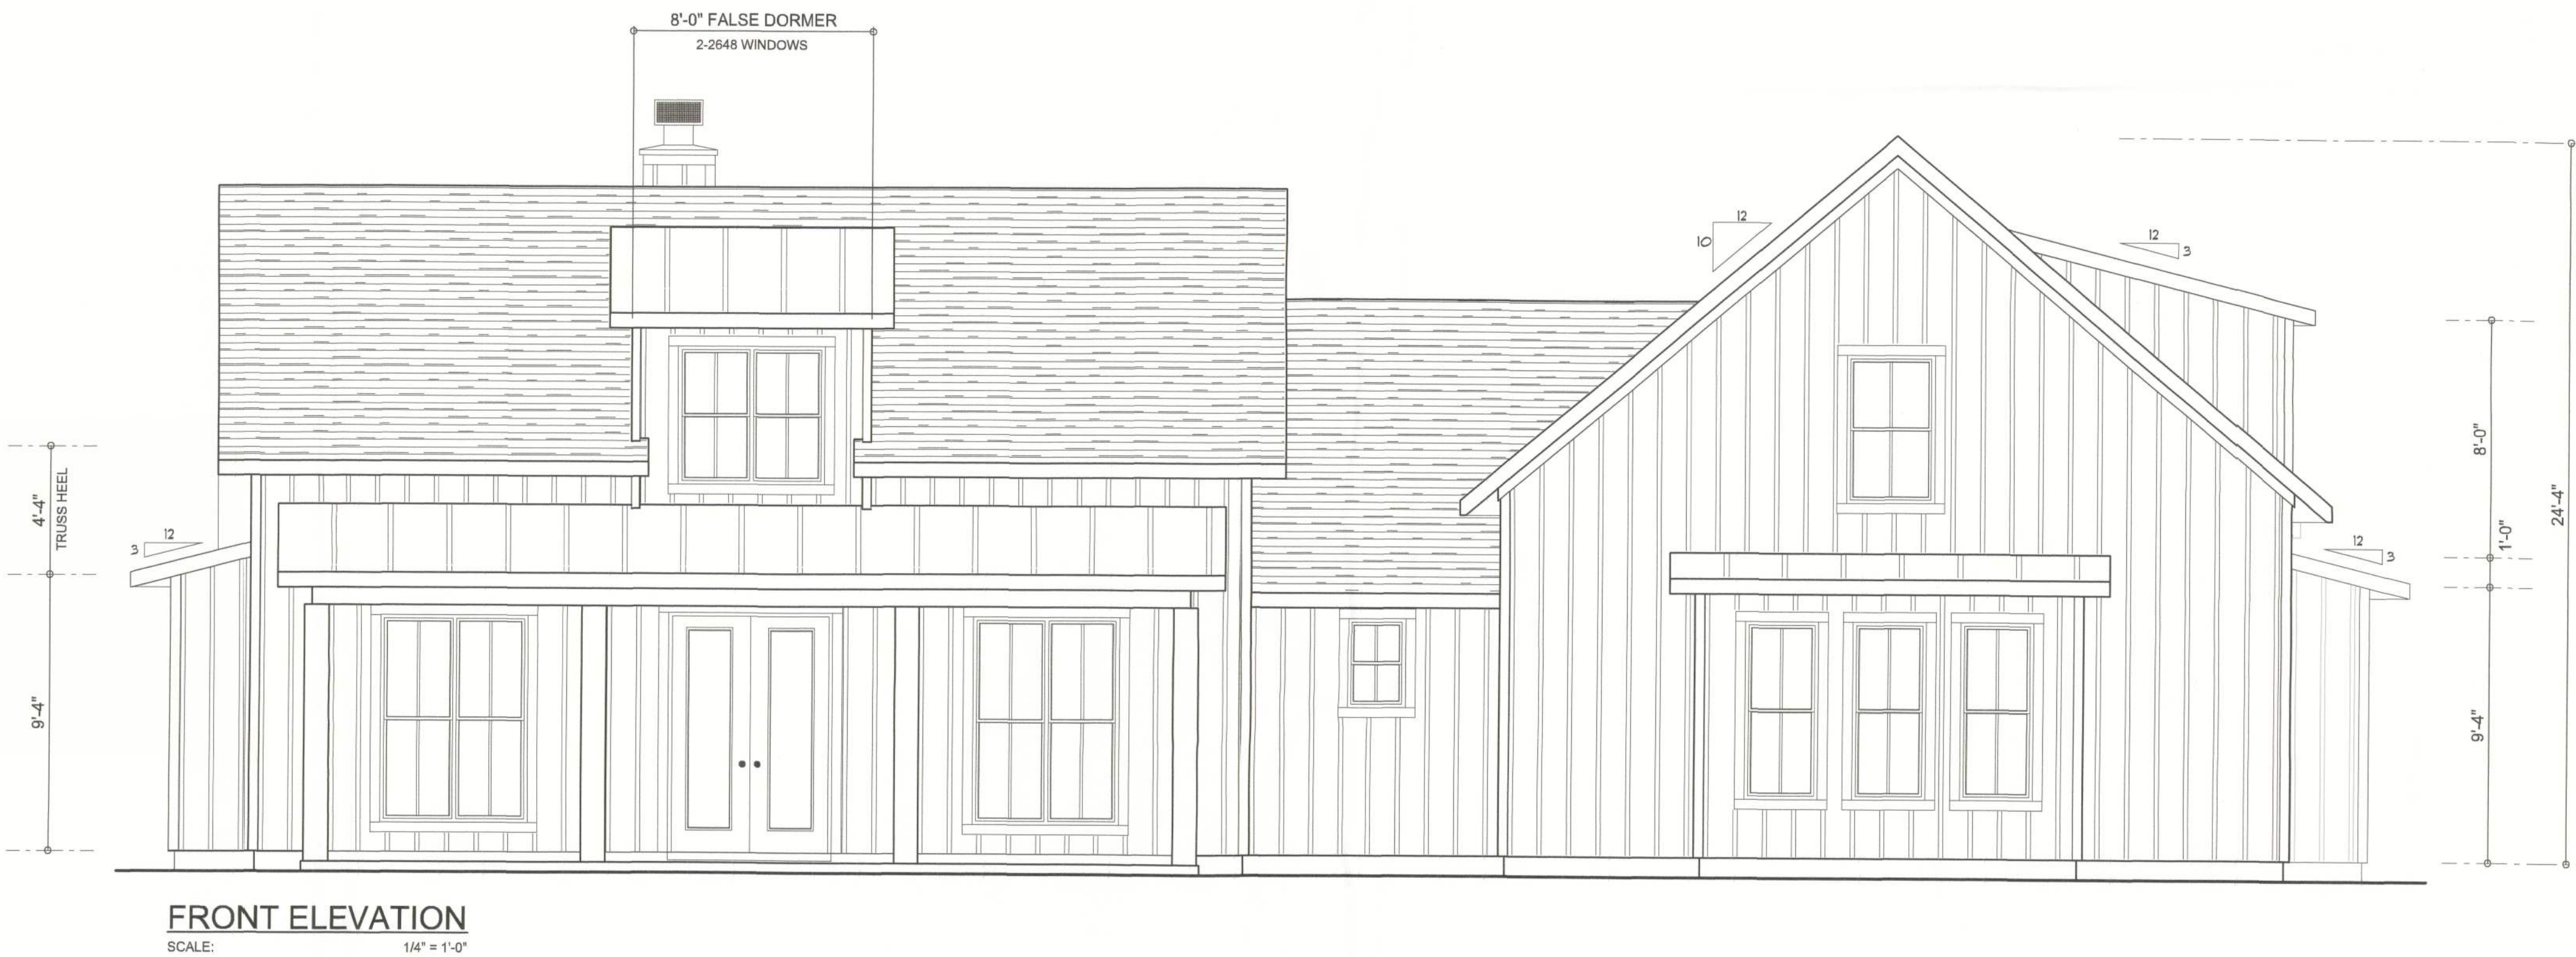 8'-0" FALSE DORMER
2-2648 WINDOWS
12
10
12
3
4'-4"
TRUSS HEEL
12
3
9'-4"
8'-0"
1'-0"
24'-4"
12
3
9'-4"
FRONT ELEVATION
SCALE: 1/4" = 1'-0"